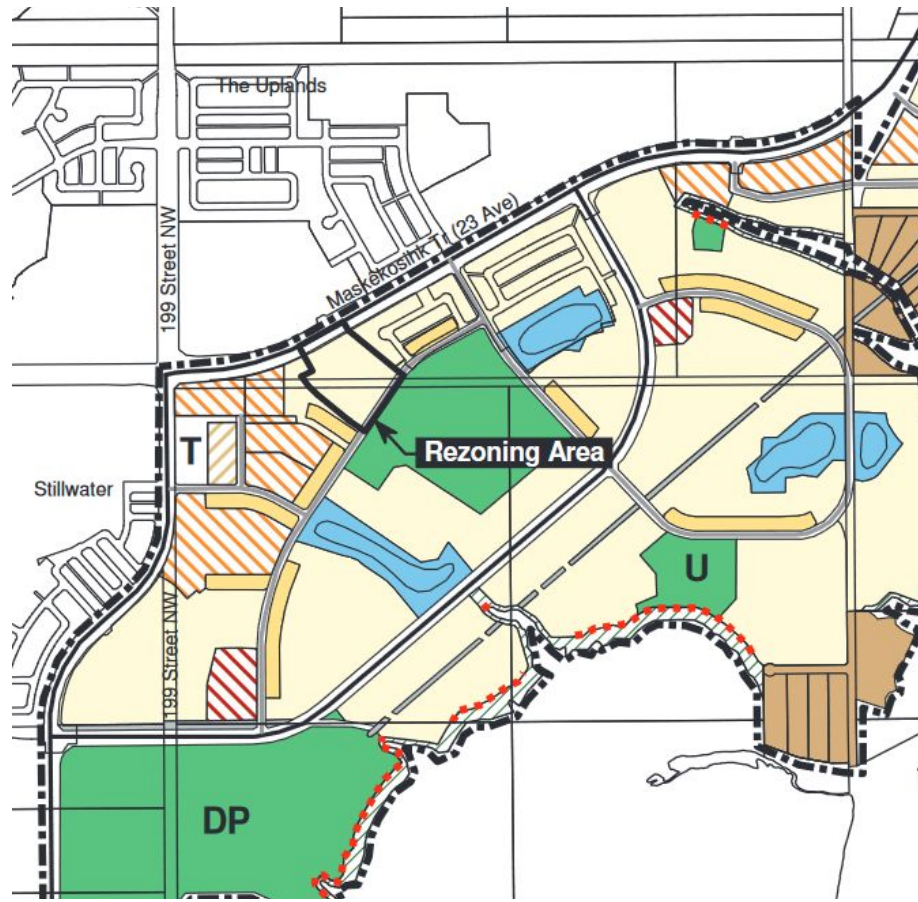 The Uplands
199 Street NW
Maskekosihk Tr (23 Ave)
T
Rezoning Area
Stillwater
U
199 Street NW
DP